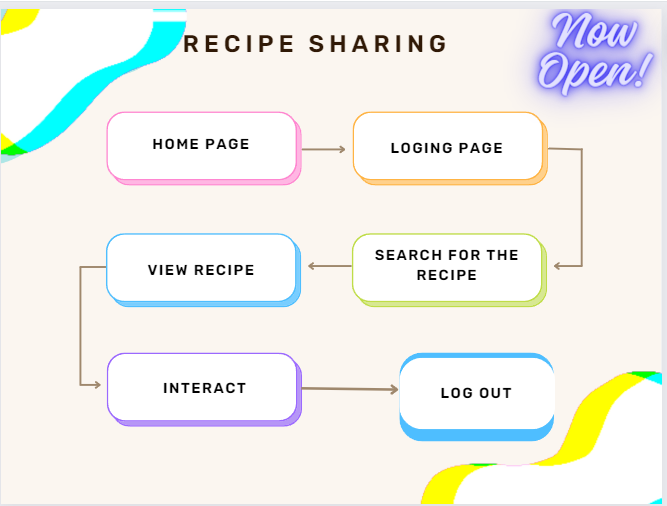 RECIPE SHARING
Now
Open!
HOME PAGE
LOGING PAGE
SEARCH FOR THE
RECIPE
VIEW RECIPE
INTERACT
LOG OUT